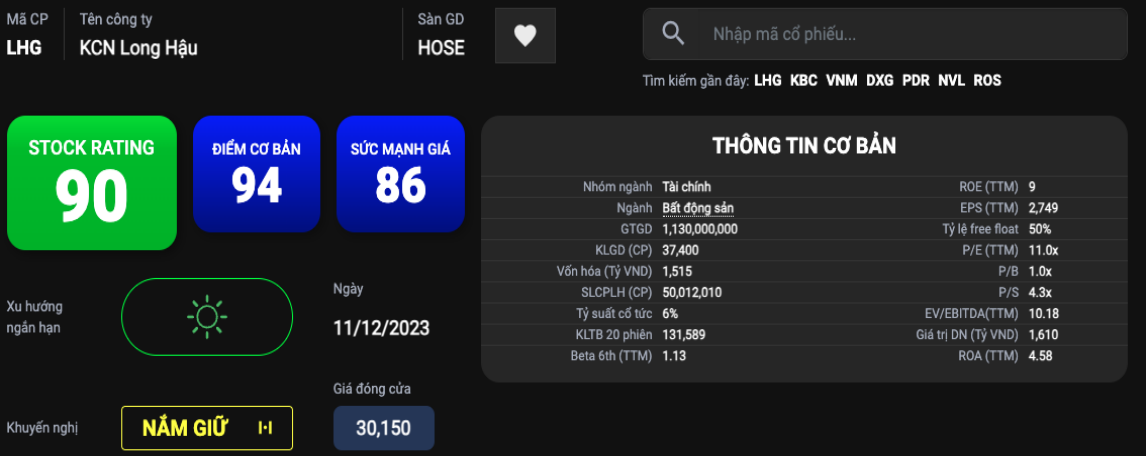 Mã CP
LHG
Tên công ty
KCN Long Hậu
Sàn GD
HOSE
Nhập mã cổ phiếu...
Tìm kiếm gần đây: LHG KBC VNM DXG PDR NVL ROS
STOCK RATING
90
ĐIỂM CƠ BẢN
94
SỨC MẠNH GIÁ
86
Xu hướng
ngắn hạn
Ngày
11/12/2023
Giá đóng cửa
30,150
Khuyến nghị
NẮM GIỮ
THÔNG TIN CƠ BẢN
Nhóm ngành Tài chính
Ngành Bất động sản
GTGD 1,130,000,000
KLGD (CP) 37,400
Vốn hóa (Tỷ VND) 1,515
SLCPLH (CP) 50,012,010
Tỷ suất cổ tức 6%
KLTB 20 phiên 131,589
Beta 6th (TTM) 1.13
ROE (TTM) 9
EPS (TTM) 2,749
Tỷ lệ free float 50%
P/E (TTM) 11.0x
P/B 1.0x
P/S 4.3x
EV/EBITDA(TTM) 10.18
Giá trị DN (Tỷ VND) 1,610
ROA (TTM) 4.58